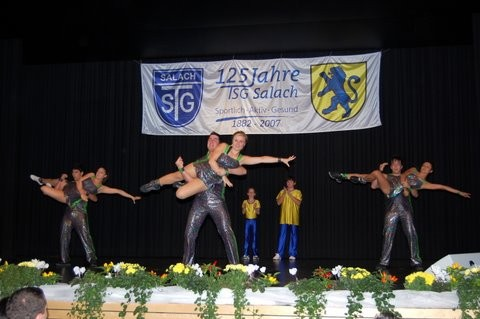 SALACH
TSG
125 Jahre
TSG Salach
Sportlich·Aktiv·Gesund
1882 - 2007